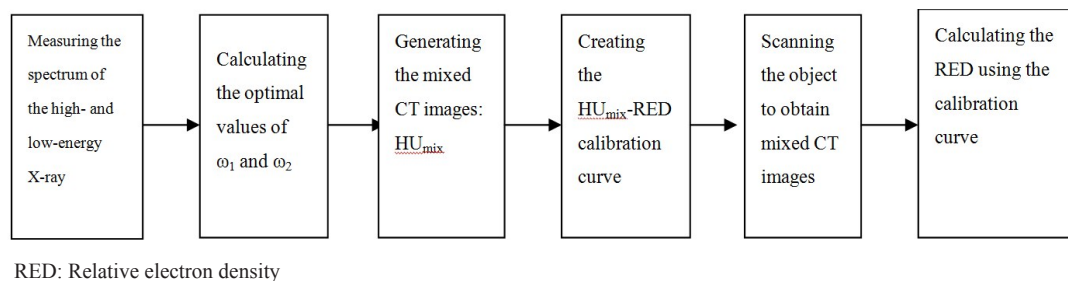 Measuring the
spectrum of
the high- and
low-energy
X-ray
Calculating
the optimal
values of
ω₁ and ω₂
Generating
the mixed
CT images:
HUmix
Creating
the
HUmix-RED
calibration
curve
Scanning
the object
to obtain
mixed CT
images
Calculating the
RED using the
calibration
curve
RED: Relative electron density